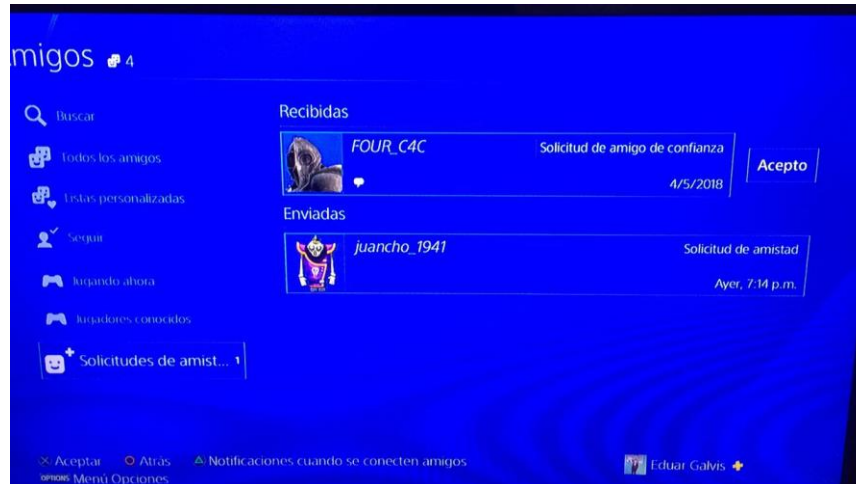 migos 4
Buscar
Todos los amigos
Listas personalizadas
Seguir
Jugando ahora
Jugadores conocidos
Solicitudes de amist... 1
Recibidas
FOUR_C4C
Solicitud de amigo de confianza
4/5/2018
Acepto
Enviadas
juancho_1941
Solicitud de amistad
Ayer, 7:14 p.m.
Aceptar Atrás Notificaciones cuando se conecten amigos
OPTIONS Menú Opciones
Eduar Galvis